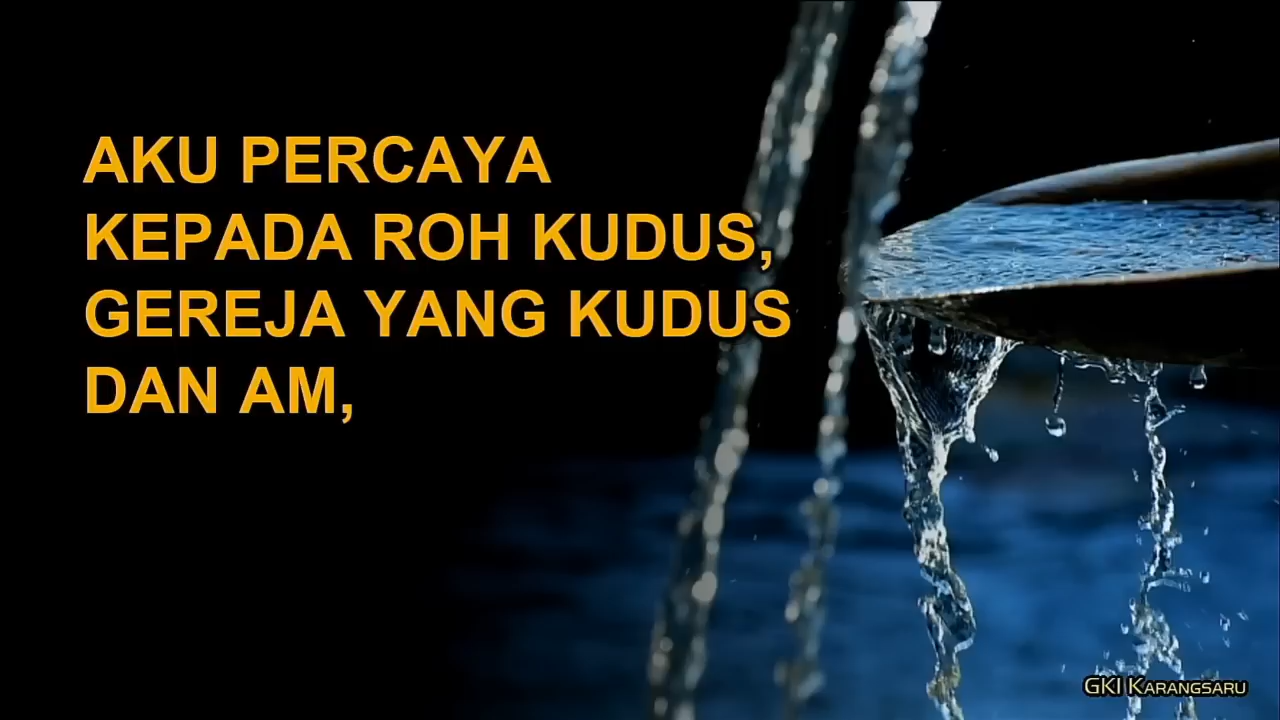 AKU PERCAYA
KEPADA ROH KUDUS,
GEREJA YANG KUDUS
DAN AM,
GKI KARANGSARU